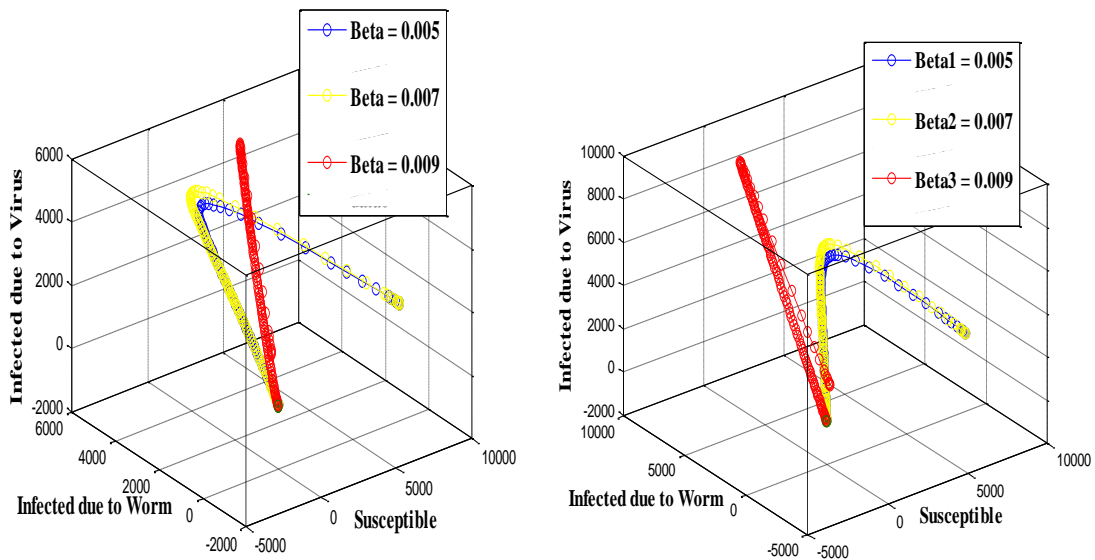 Beta = 0.005
Beta = 0.007
Beta = 0.009
6000
4000
2000
0
-2000
Infected due to Virus
6000
4000
2000
0
-2000
Infected due to Worm
-5000
0
5000
10000
Susceptible
Beta1 = 0.005
Beta2 = 0.007
Beta3 = 0.009
10000
8000
6000
4000
2000
0
-2000
Infected due to Virus
10000
5000
0
-5000
Infected due to Worm
-5000
0
5000
10000
Susceptible